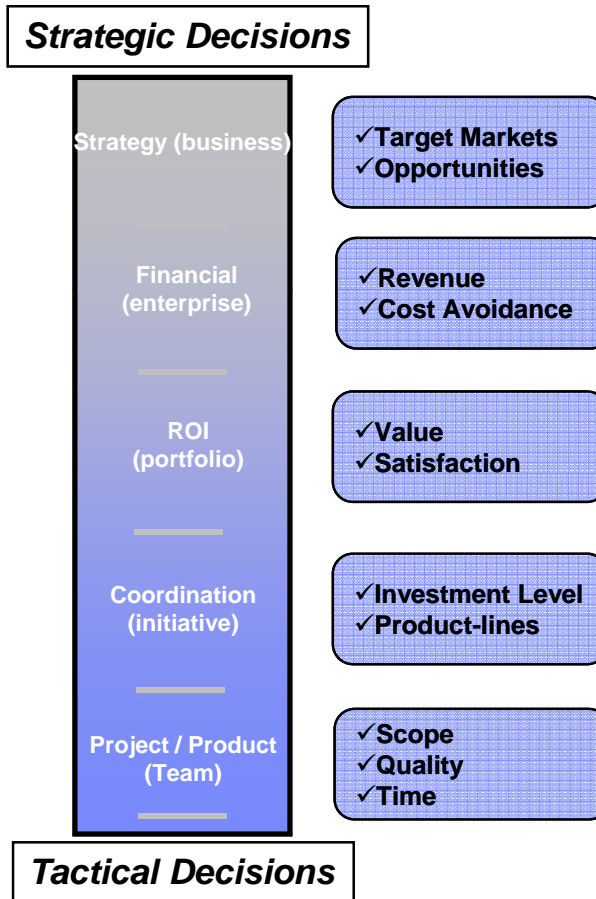 Strategic Decisions
Strategy (business)
✓Target Markets
✓Opportunities
Financial
(enterprise)
✓Revenue
✓Cost Avoidance
ROI
(portfolio)
✓Value
✓Satisfaction
Coordination
(initiative)
✓Investment Level
✓Product-lines
Project / Product
(Team)
✓Scope
✓Quality
✓Time
Tactical Decisions